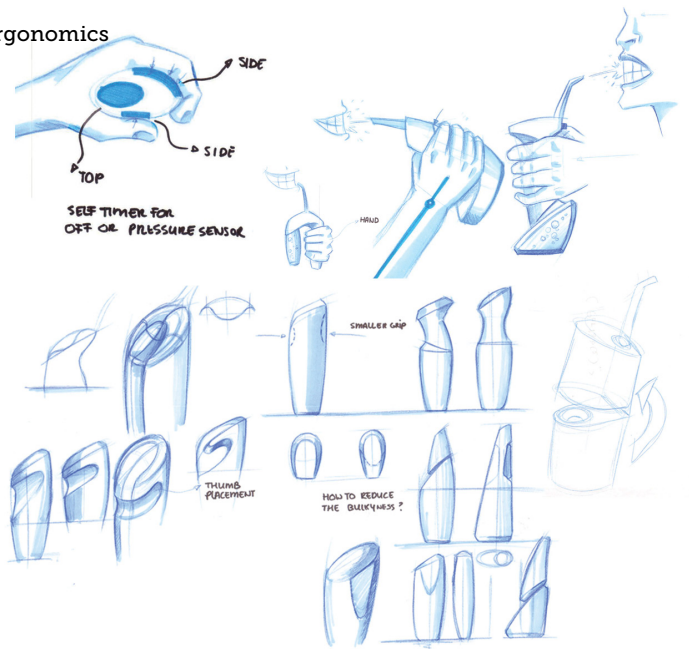 rgonomics
SIDE
SIDE
TOP
SELF TIMER FOR
OFF OR PRESSURE SENSOR
HAND
SMALLER GRIP
THUMB
PLACEMENT
HOW TO REDUCE
THE BULKYNESS?